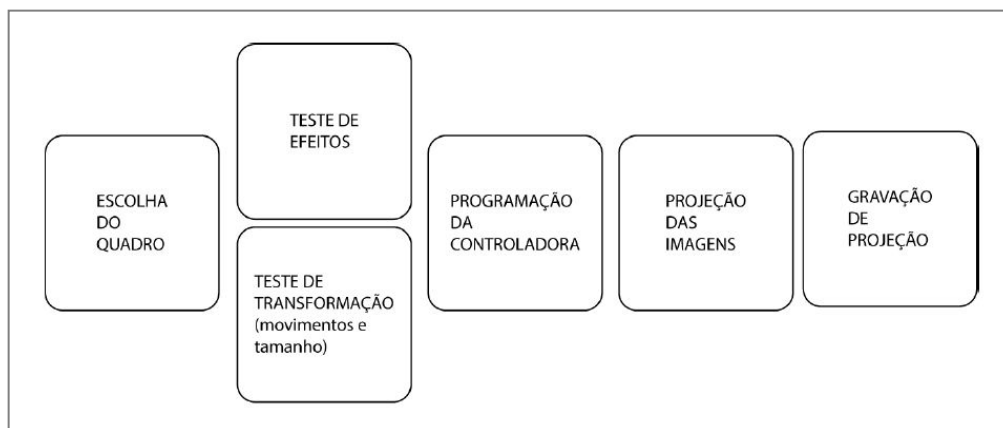 ESCOLHA
DO
QUADRO
TESTE DE
EFEITOS
TESTE DE
TRANSFORMAÇÃO
(movimentos e
tamanho)
PROGRAMAÇÃO
DA
CONTROLADORA
PROJEÇÃO
DAS
IMAGENS
GRAVAÇÃO
DE
PROJEÇÃO